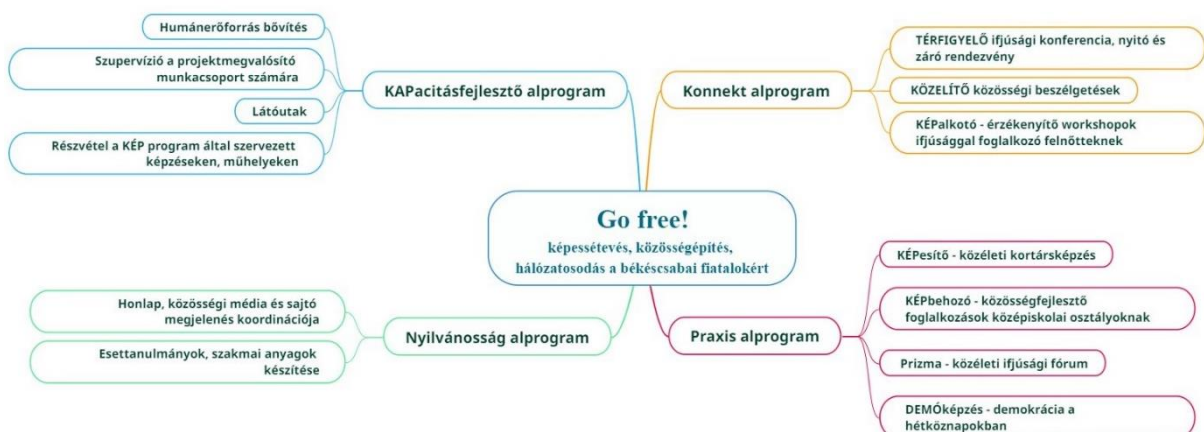 Humánerőforrás bővítés
Szupervízió a projektmegvalósító
munkacsoport számára
Látóutak
Részvétel a KÉP program által szervezett
képzéseken, műhelyeken
KAPacitásfejlesztő alprogram
Konnekt alprogram
TÉRFIGYELŐ ifjúsági konferencia, nyitó és
záró rendezvény
KÖZELÍTŐ közösségi beszélgetések
KÉPalkotó - érzékenyítő workshopok
ifjúsággal foglalkozó felnőtteknek
Go free!
képessétevés, közösségépítés,
hálózatosodás a békéscsabai fiatalokért
Honlap, közösségi média és sajtó
megjelenés koordinációja
Esettanulmányok, szakmai anyagok
készítése
Nyilvánosság alprogram
Praxis alprogram
KÉPesítő - közéleti kortársképzés
KÉPbehozó - közösségfejlesztő
foglalkozások középiskolai osztályoknak
Prizma - közéleti ifjúsági fórum
DEMÓképzés - demokrácia a
hétköznapokban